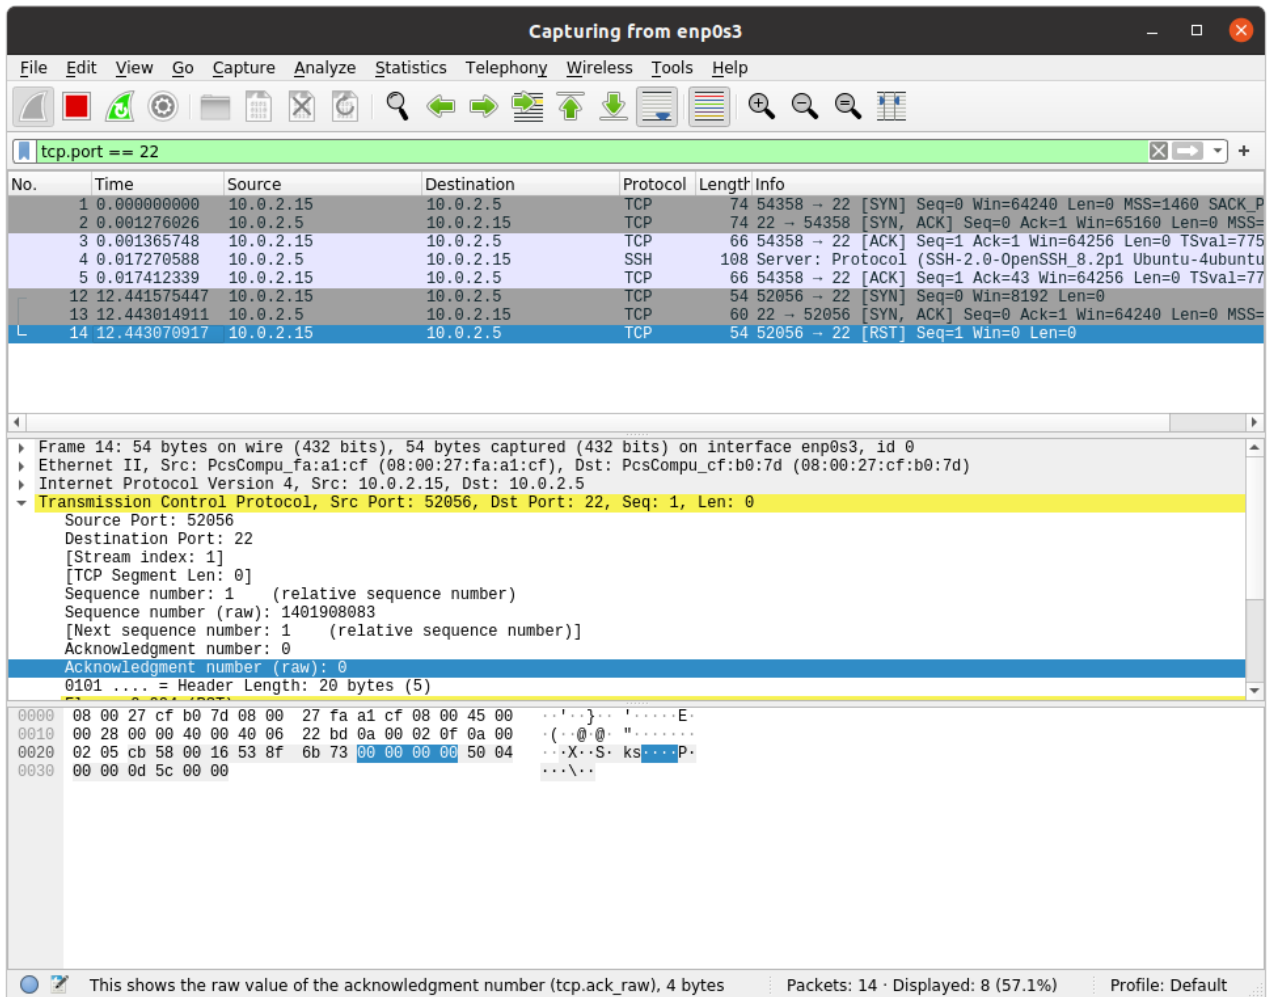 Capturing from enp0s3
File Edit View Go Capture Analyze Statistics Telephony Wireless Tools Help
tcp.port == 22
No. Time Source Destination Protocol Length Info
1 0.000000000 10.0.2.15 10.0.2.5 TCP 74 54358 → 22 [SYN] Seq=0 Win=64240 Len=0 MSS=1460 SACK_P
2 0.001276026 10.0.2.5 10.0.2.15 TCP 74 22 → 54358 [SYN, ACK] Seq=0 Ack=1 Win=65160 Len=0 MSS=
3 0.001365748 10.0.2.15 10.0.2.5 TCP 66 54358 → 22 [ACK] Seq=1 Ack=1 Win=64256 Len=0 TSval=775
4 0.017270588 10.0.2.5 10.0.2.15 SSH 108 Server: Protocol (SSH-2.0-OpenSSH_8.2p1 Ubuntu-4ubuntu
5 0.017412339 10.0.2.15 10.0.2.5 TCP 66 54358 → 22 [ACK] Seq=1 Ack=43 Win=64256 Len=0 TSval=77
12 12.441575447 10.0.2.15 10.0.2.5 TCP 54 52056 → 22 [SYN] Seq=0 Win=8192 Len=0
13 12.443014911 10.0.2.5 10.0.2.15 TCP 60 22 → 52056 [SYN, ACK] Seq=0 Ack=1 Win=64240 Len=0 MSS=
14 12.443070917 10.0.2.15 10.0.2.5 TCP 54 52056 → 22 [RST] Seq=1 Win=0 Len=0
Frame 14: 54 bytes on wire (432 bits), 54 bytes captured (432 bits) on interface enp0s3, id 0
Ethernet II, Src: PcsCompu_fa:a1:cf (08:00:27:fa:a1:cf), Dst: PcsCompu_cf:b0:7d (08:00:27:cf:b0:7d)
Internet Protocol Version 4, Src: 10.0.2.15, Dst: 10.0.2.5
Transmission Control Protocol, Src Port: 52056, Dst Port: 22, Seq: 1, Len: 0
Source Port: 52056
Destination Port: 22
[Stream index: 1]
[TCP Segment Len: 0]
Sequence number: 1 (relative sequence number)
Sequence number (raw): 1401908083
[Next sequence number: 1 (relative sequence number)]
Acknowledgment number: 0
Acknowledgment number (raw): 0
0101 .... = Header Length: 20 bytes (5)
0000 08 00 27 cf b0 7d 08 00 27 fa a1 cf 08 00 45 00 ··'··}·· '·····E·
0010 00 28 00 00 40 00 40 06 22 bd 0a 00 02 0f 0a 00 ·(··@·@· "·······
0020 02 05 cb 58 00 16 53 8f 6b 73 00 00 00 00 50 04 ···X··S· ks····P·
0030 00 00 0d 5c 00 00 ···\··
This shows the raw value of the acknowledgment number (tcp.ack_raw), 4 bytes Packets: 14 · Displayed: 8 (57.1%) Profile: Default